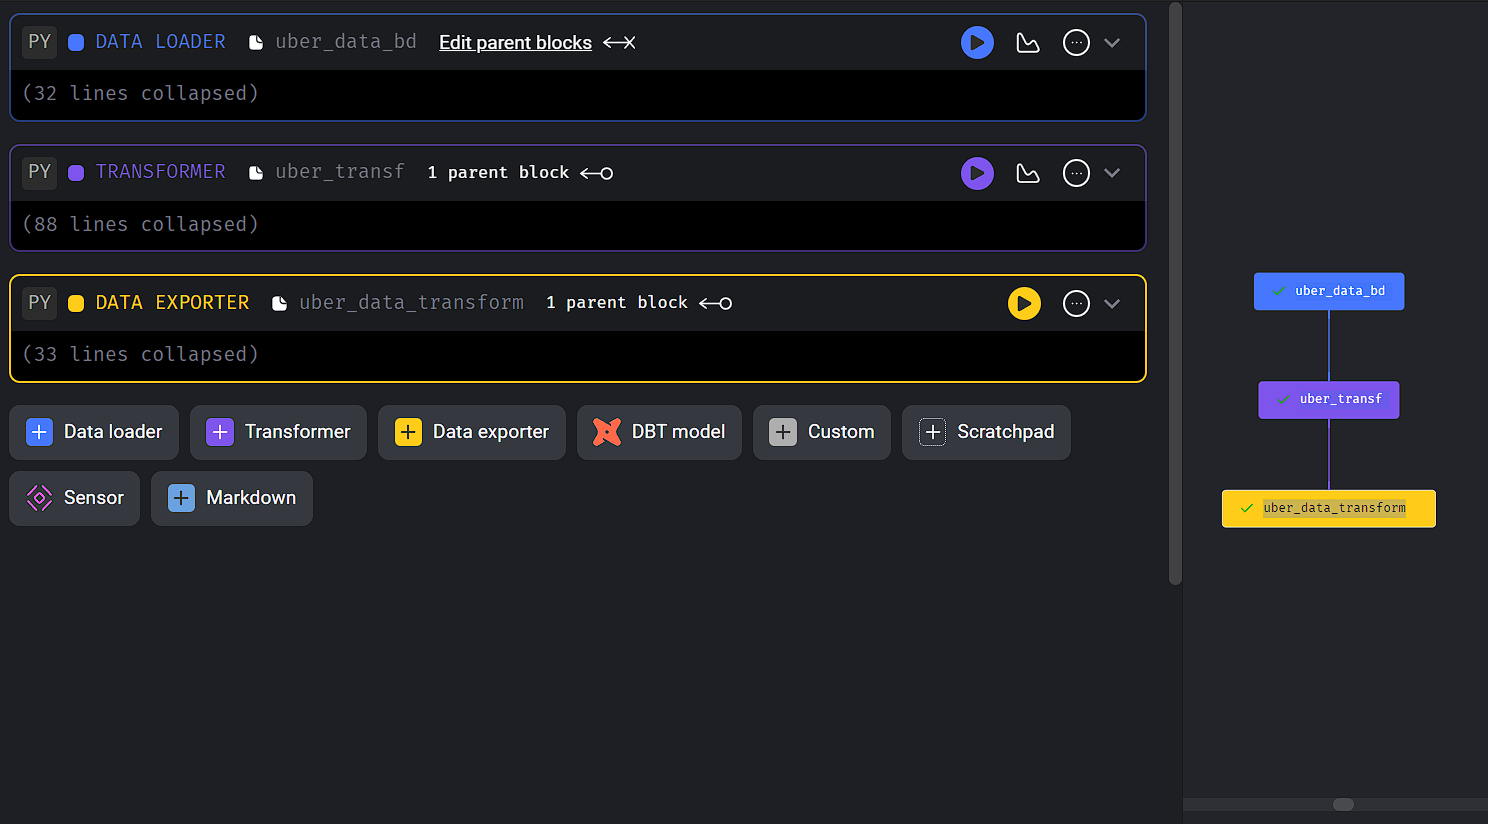 PY DATA LOADER uber_data_bd Edit parent blocks
(32 lines collapsed)
PY TRANSFORMER uber_transf 1 parent block
(88 lines collapsed)
PY DATA EXPORTER uber_data_transform 1 parent block
(33 lines collapsed)
Data loader Transformer Data exporter DBT model Custom Scratchpad
Sensor Markdown
uber_data_bd
uber_transf
uber_data_transform